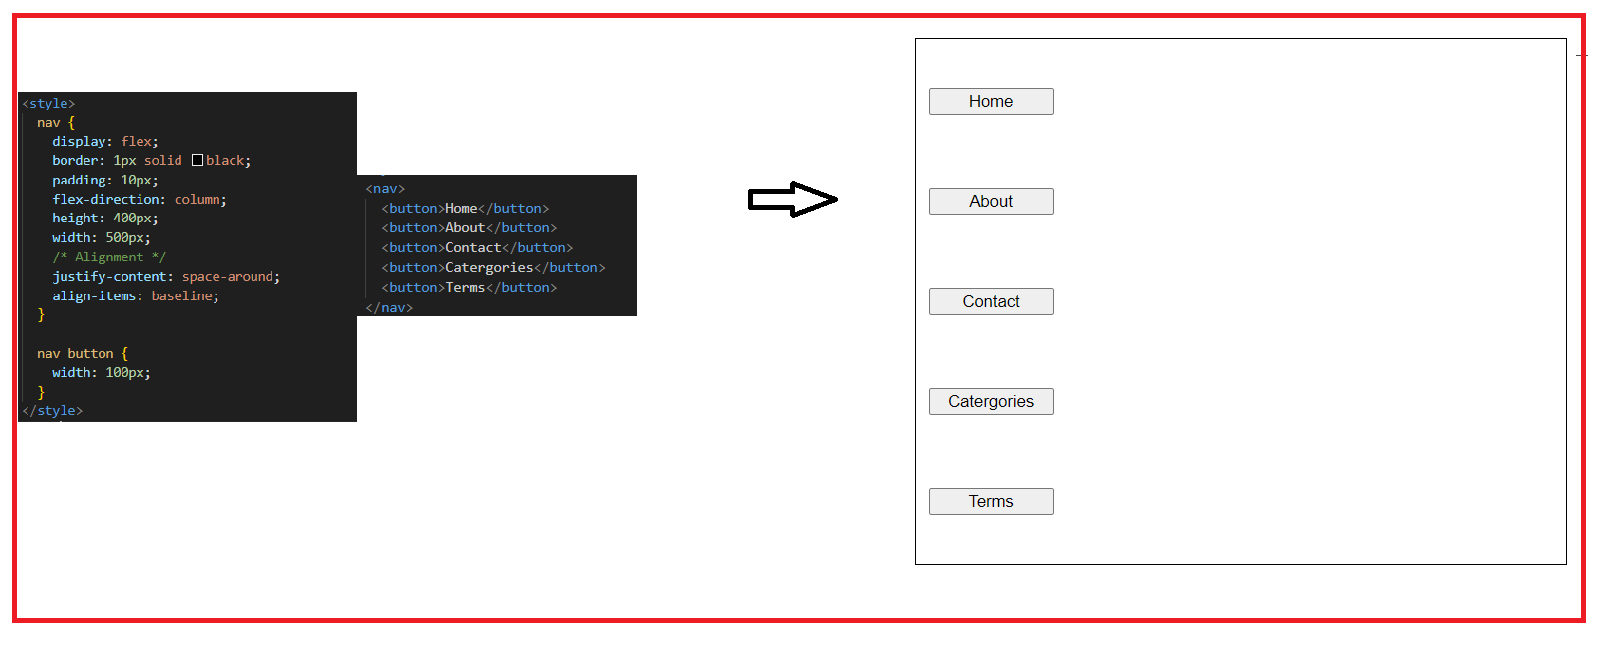 <style>
nav {
display: flex;
border: 1px solid black;
padding: 10px;
flex-direction: column;
height: 400px;
width: 500px;
/* Alignment */
justify-content: space-around;
align-items: baseline;
}
nav button {
width: 100px;
}
</style>
<nav>
<button>Home</button>
<button>About</button>
<button>Contact</button>
<button>Catergories</button>
<button>Terms</button>
</nav>
Home
About
Contact
Catergories
Terms